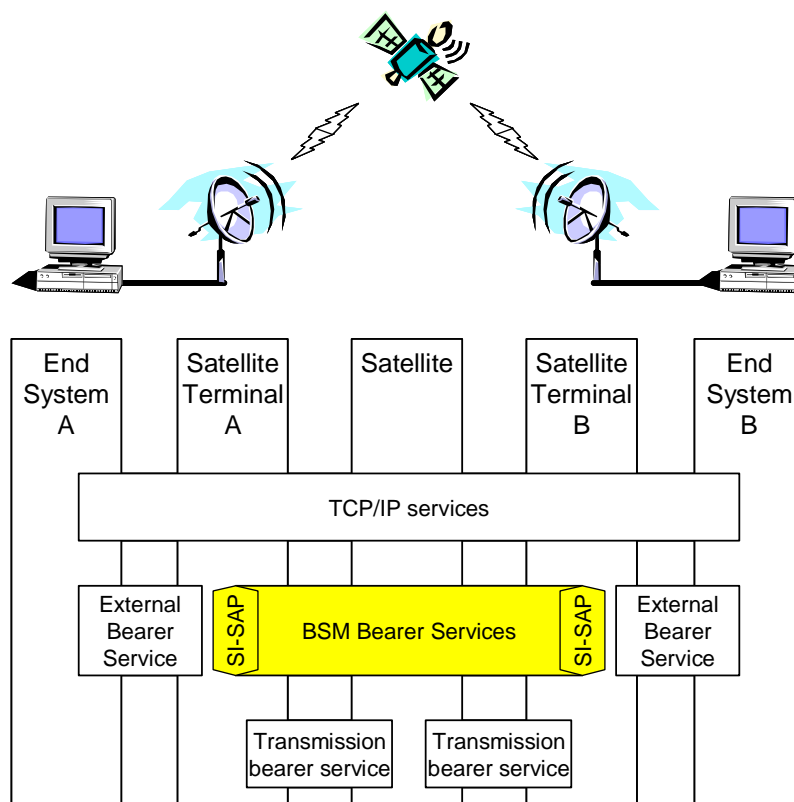 End
System
A
Satellite
Terminal
A
Satellite
Satellite
Terminal
B
End
System
B
TCP/IP services
External
Bearer
Service
SI-SAP
BSM Bearer Services
SI-SAP
External
Bearer
Service
Transmission
bearer service
Transmission
bearer service